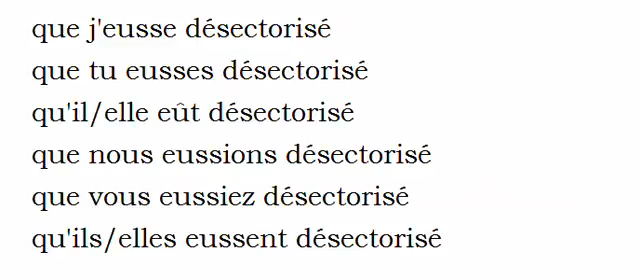 que j'eusse désectorisé
que tu eusses désectorisé
qu'il/elle eût désectorisé
que nous eussions désectorisé
que vous eussiez désectorisé
qu'ils/elles eussent désectorisé